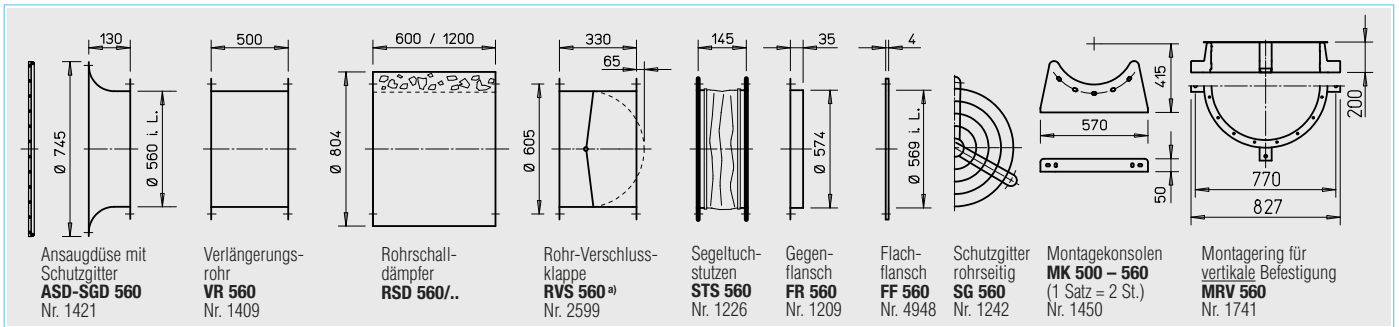 130
Ø 745
Ø 560 i. L.
Ansaugdüse mit
Schutzgitter
ASD-SGD 560
Nr. 1421
500
Verlängerungs-
rohr
VR 560
Nr. 1409
600 / 1200
Ø 804
Rohrschall-
dämpfer
RSD 560/..
330
65
Ø 605
Rohr-Verschluss-
klappe
RVS 560 a)
Nr. 2599
145
Segeltuch-
stutzen
STS 560
Nr. 1226
35
Ø 574
Gegen-
flansch
FR 560
Nr. 1209
4
Ø 569 i. L.
Flach-
flansch
FF 560
Nr. 4948
Schutzgitter
rohrseitig
SG 560
Nr. 1242
415
570
50
Montagekonsolen
MK 500 – 560
(1 Satz = 2 St.)
Nr. 1450
200
770
827
Montagering für
vertikale Befestigung
MRV 560
Nr. 1741